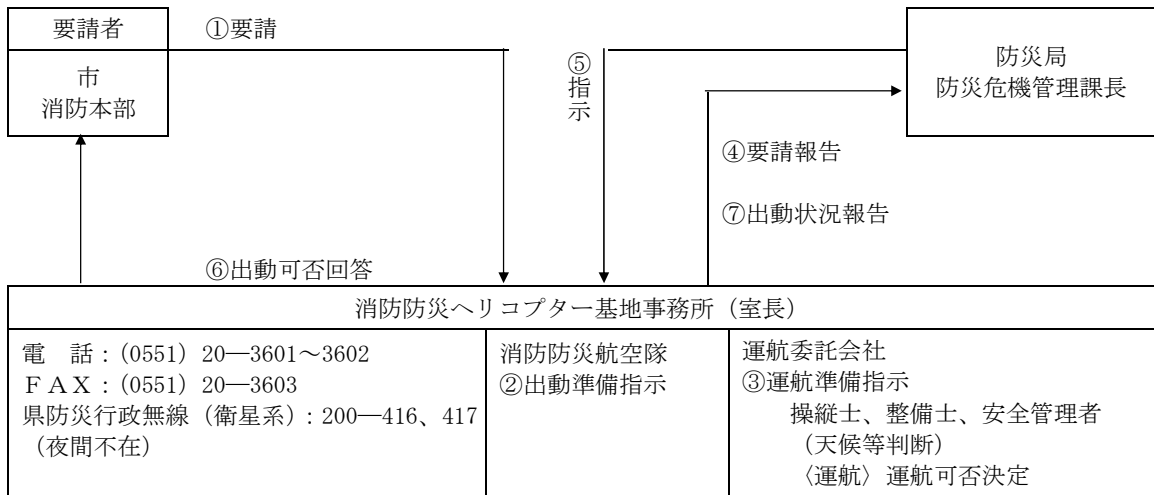 要請者
市
消防本部
①要請
⑤指示
防災局
防災危機管理課長
④要請報告
⑦出動状況報告
⑥出動可否回答
消防防災ヘリコプター基地事務所（室長）
電　話：(0551) 20―3601～3602
ＦＡＸ：(0551) 20―3603
県防災行政無線（衛星系）：200―416、417
（夜間不在）
消防防災航空隊
②出動準備指示
運航委託会社
③運航準備指示
操縦士、整備士、安全管理者
（天候等判断）
〈運航〉運航可否決定